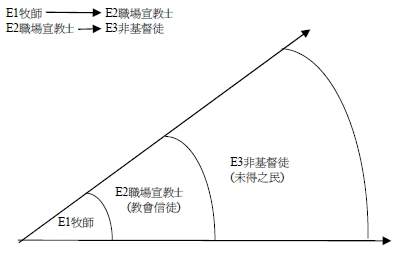 E1牧師 → E2職場宣教士
E2職場宣教士 → E3非基督徒
E3非基督徒
(未得之民)
E2職場宣教士
(教會信徒)
E1牧師